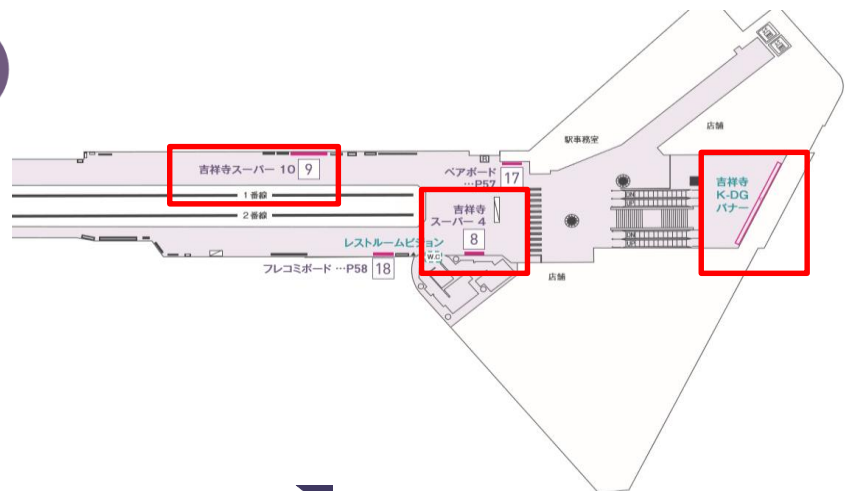 駅事務室
店舗
吉祥寺スーパー 10 9
ペアボード
…P57 17
吉祥寺
K-DG
バナー
1番線
2番線
吉祥寺
スーパー 4
8
レストルームビジョン
W.C
フレコミボード …P58 18
店舗